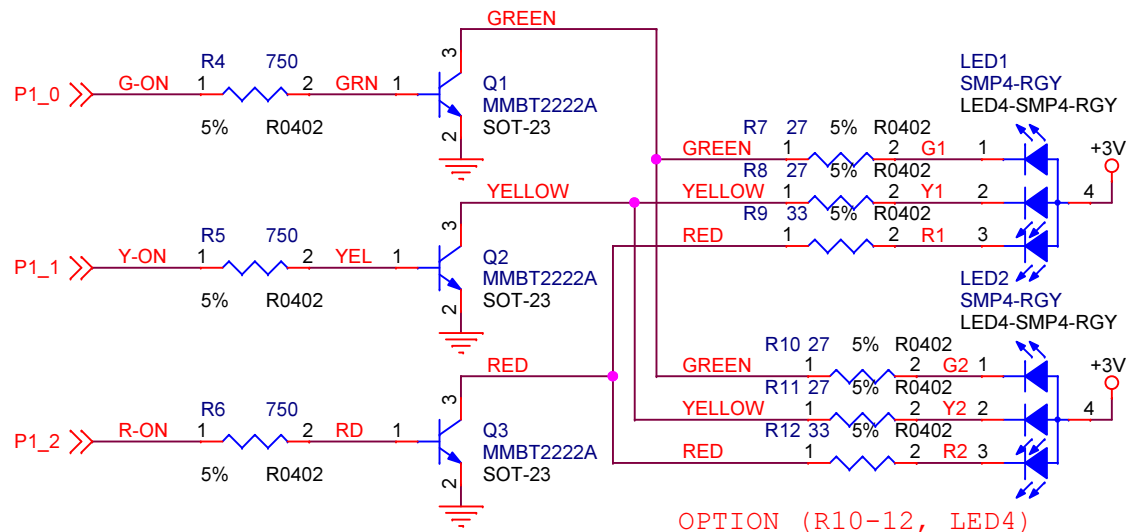 GREEN
R4 750
P1_0 G-ON 1 2 GRN 1 3 2
5% R0402
Q1
MMBT2222A
SOT-23
LED1
SMP4-RGY
LED4-SMP4-RGY
R7 27 5% R0402
GREEN 1 2 G1 1
+3V
R8 27 5% R0402
YELLOW
YELLOW 1 2 Y1 2 4
R9 33 5% R0402
RED 1 2 R1 3
R5 750
P1_1 Y-ON 1 2 YEL 1 3 2
5% R0402
Q2
MMBT2222A
SOT-23
LED2
SMP4-RGY
LED4-SMP4-RGY
R10 27 5% R0402
RED
GREEN 1 2 G2 1
+3V
R11 27 5% R0402
YELLOW 1 2 Y2 2 4
R12 33 5% R0402
RED 1 2 R2 3
R6 750
P1_2 R-ON 1 2 RD 1 3 2
5% R0402
Q3
MMBT2222A
SOT-23
OPTION (R10-12, LED4)